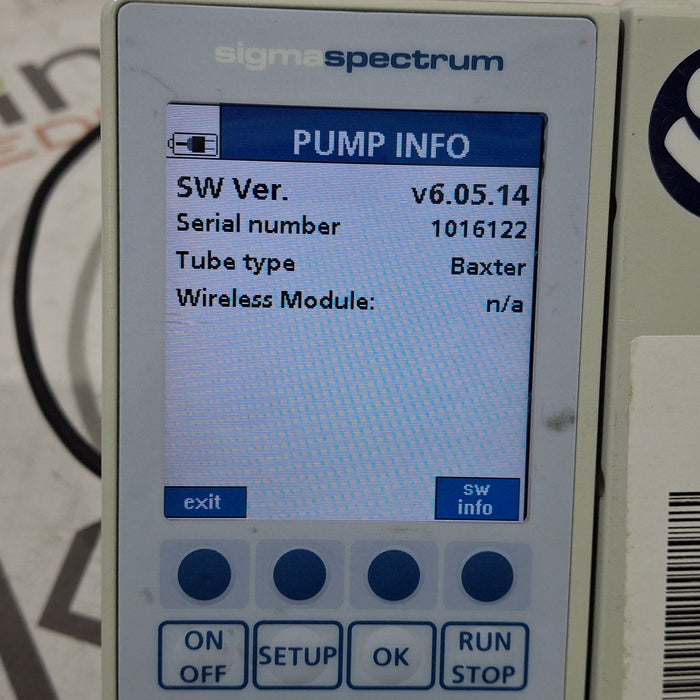 sigmaspectrum
PUMP INFO
SW Ver. v6.05.14
Serial number 1016122
Tube type Baxter
Wireless Module: n/a
exit
sw
info
ON
OFF
SETUP
OK
RUN
STOP